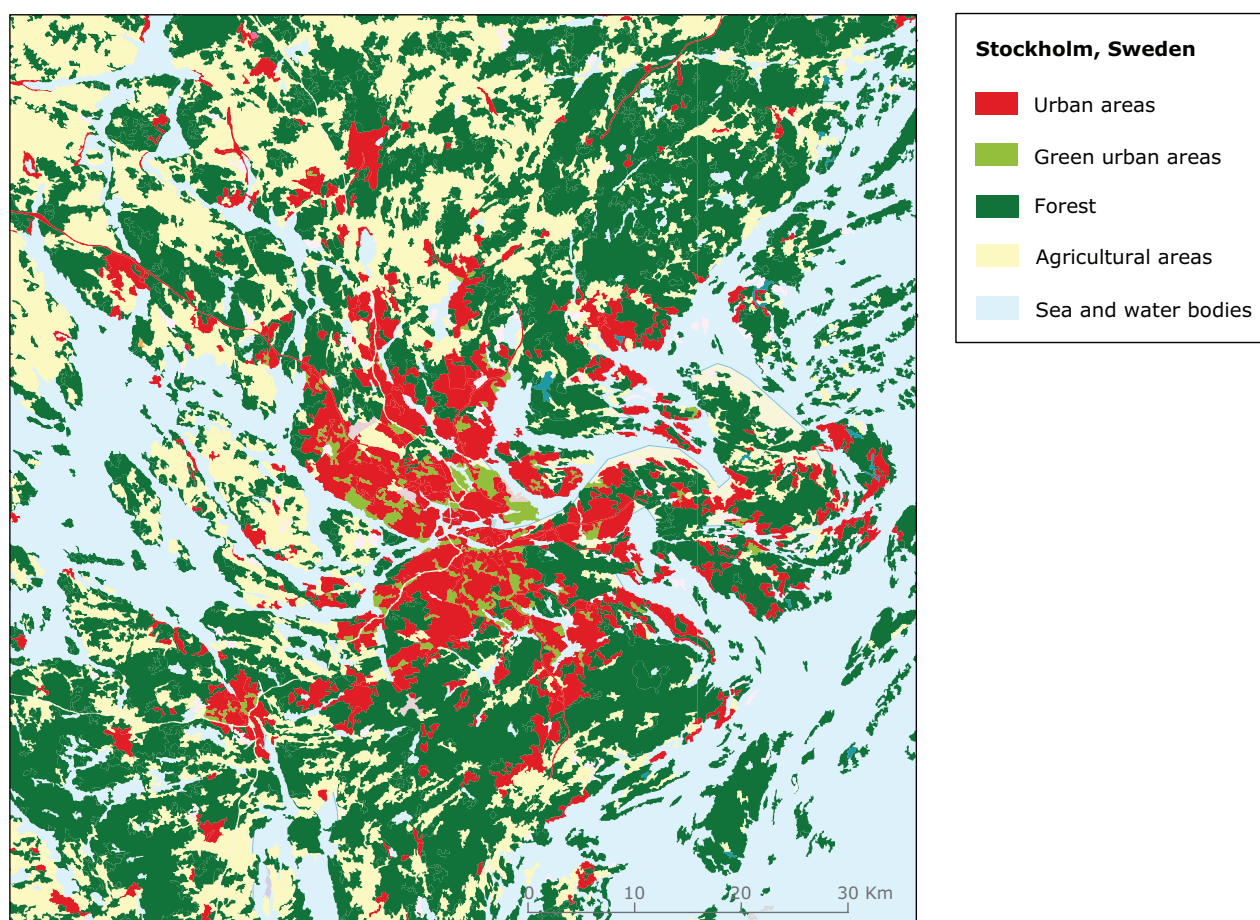 Stockholm, Sweden
Urban areas
Green urban areas
Forest
Agricultural areas
Sea and water bodies
0 10 20 30 Km